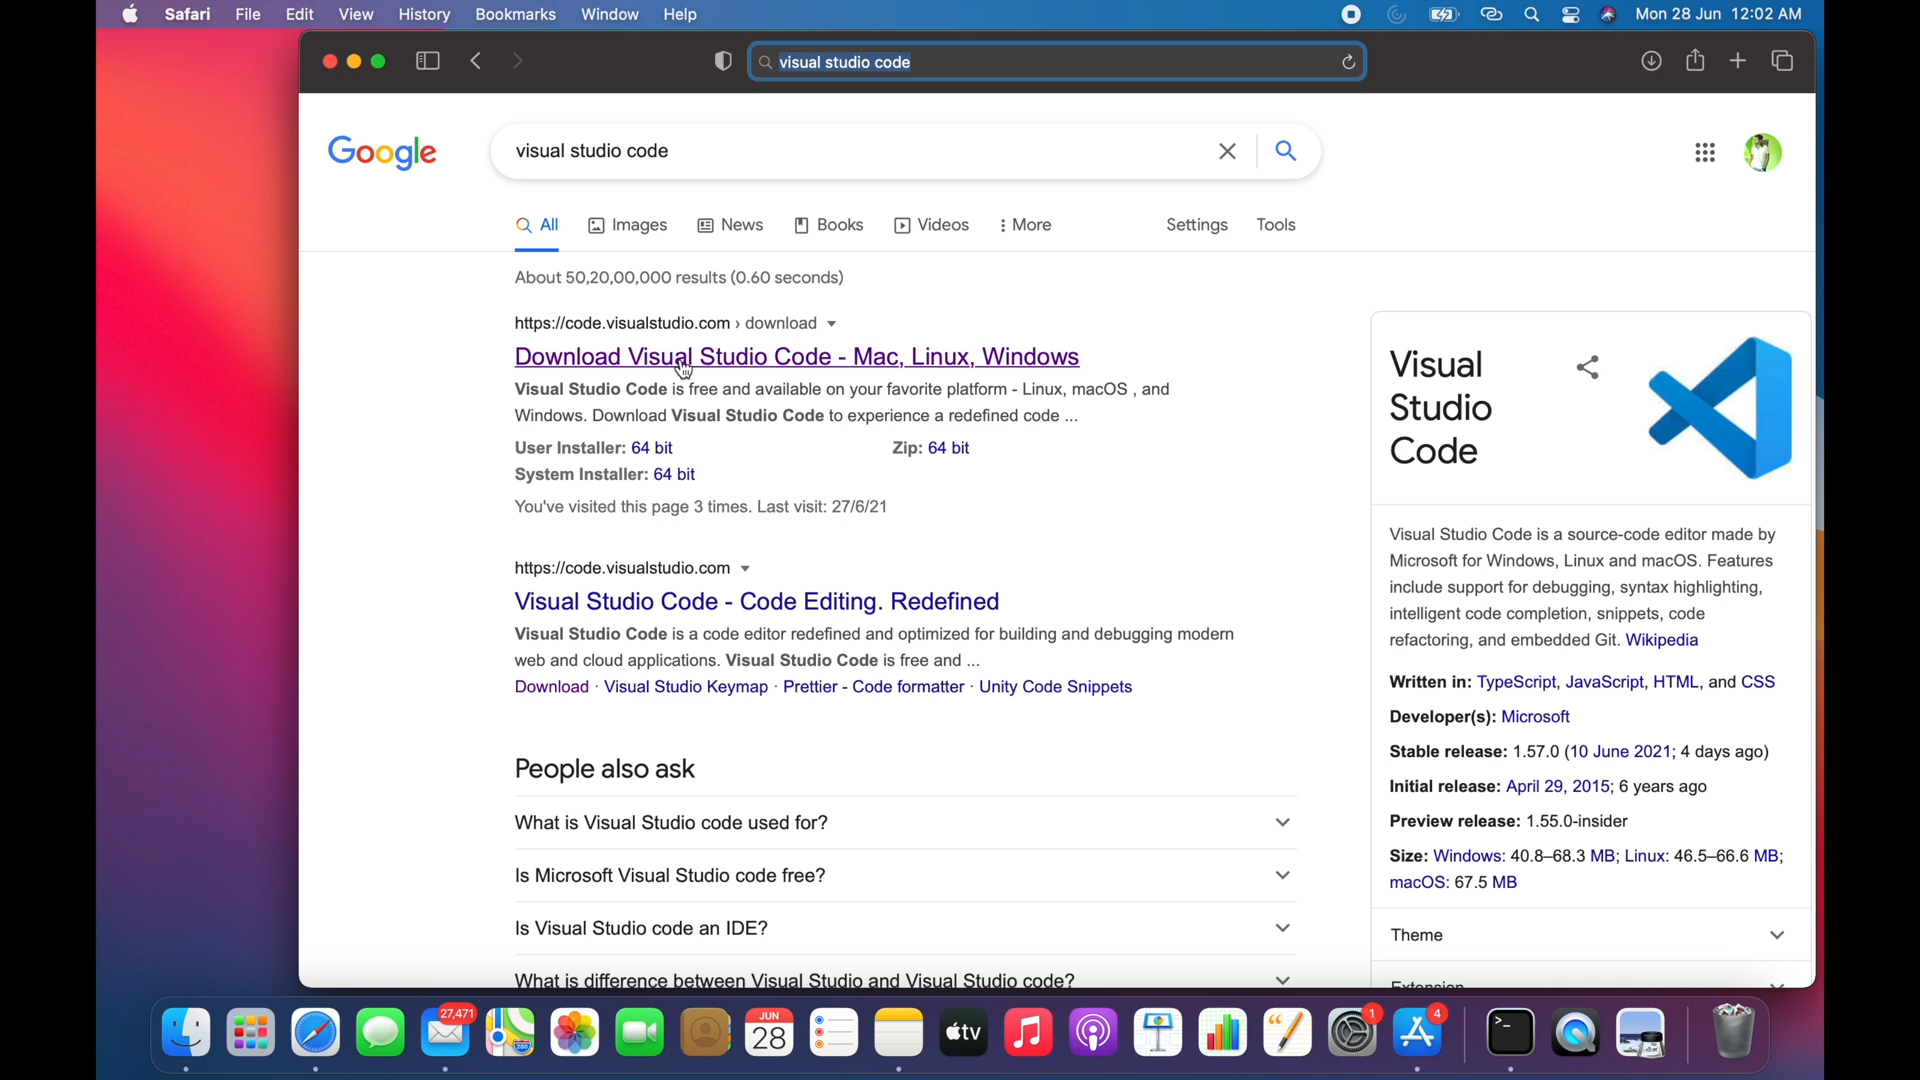 Safari File Edit View History Bookmarks Window Help Mon 28 Jun 12:02 AM
visual studio code
Google visual studio code
All Images News Books Videos More Settings Tools
About 50,20,00,000 results (0.60 seconds)
https://code.visualstudio.com › download
Download Visual Studio Code - Mac, Linux, Windows
Visual Studio Code is free and available on your favorite platform - Linux, macOS , and
Windows. Download Visual Studio Code to experience a redefined code ...
User Installer: 64 bit Zip: 64 bit
System Installer: 64 bit
You've visited this page 3 times. Last visit: 27/6/21
https://code.visualstudio.com
Visual Studio Code - Code Editing. Redefined
Visual Studio Code is a code editor redefined and optimized for building and debugging modern
web and cloud applications. Visual Studio Code is free and ...
Download · Visual Studio Keymap · Prettier - Code formatter · Unity Code Snippets
People also ask
What is Visual Studio code used for?
Is Microsoft Visual Studio code free?
Is Visual Studio code an IDE?
What is difference between Visual Studio and Visual Studio code?
Visual
Studio
Code
Visual Studio Code is a source-code editor made by
Microsoft for Windows, Linux and macOS. Features
include support for debugging, syntax highlighting,
intelligent code completion, snippets, code
refactoring, and embedded Git. Wikipedia
Written in: TypeScript, JavaScript, HTML, and CSS
Developer(s): Microsoft
Stable release: 1.57.0 (10 June 2021; 4 days ago)
Initial release: April 29, 2015; 6 years ago
Preview release: 1.55.0-insider
Size: Windows: 40.8–68.3 MB; Linux: 46.5–66.6 MB;
macOS: 67.5 MB
Theme
Extension
27,471
280
JUN
28
tv
1
4
>_